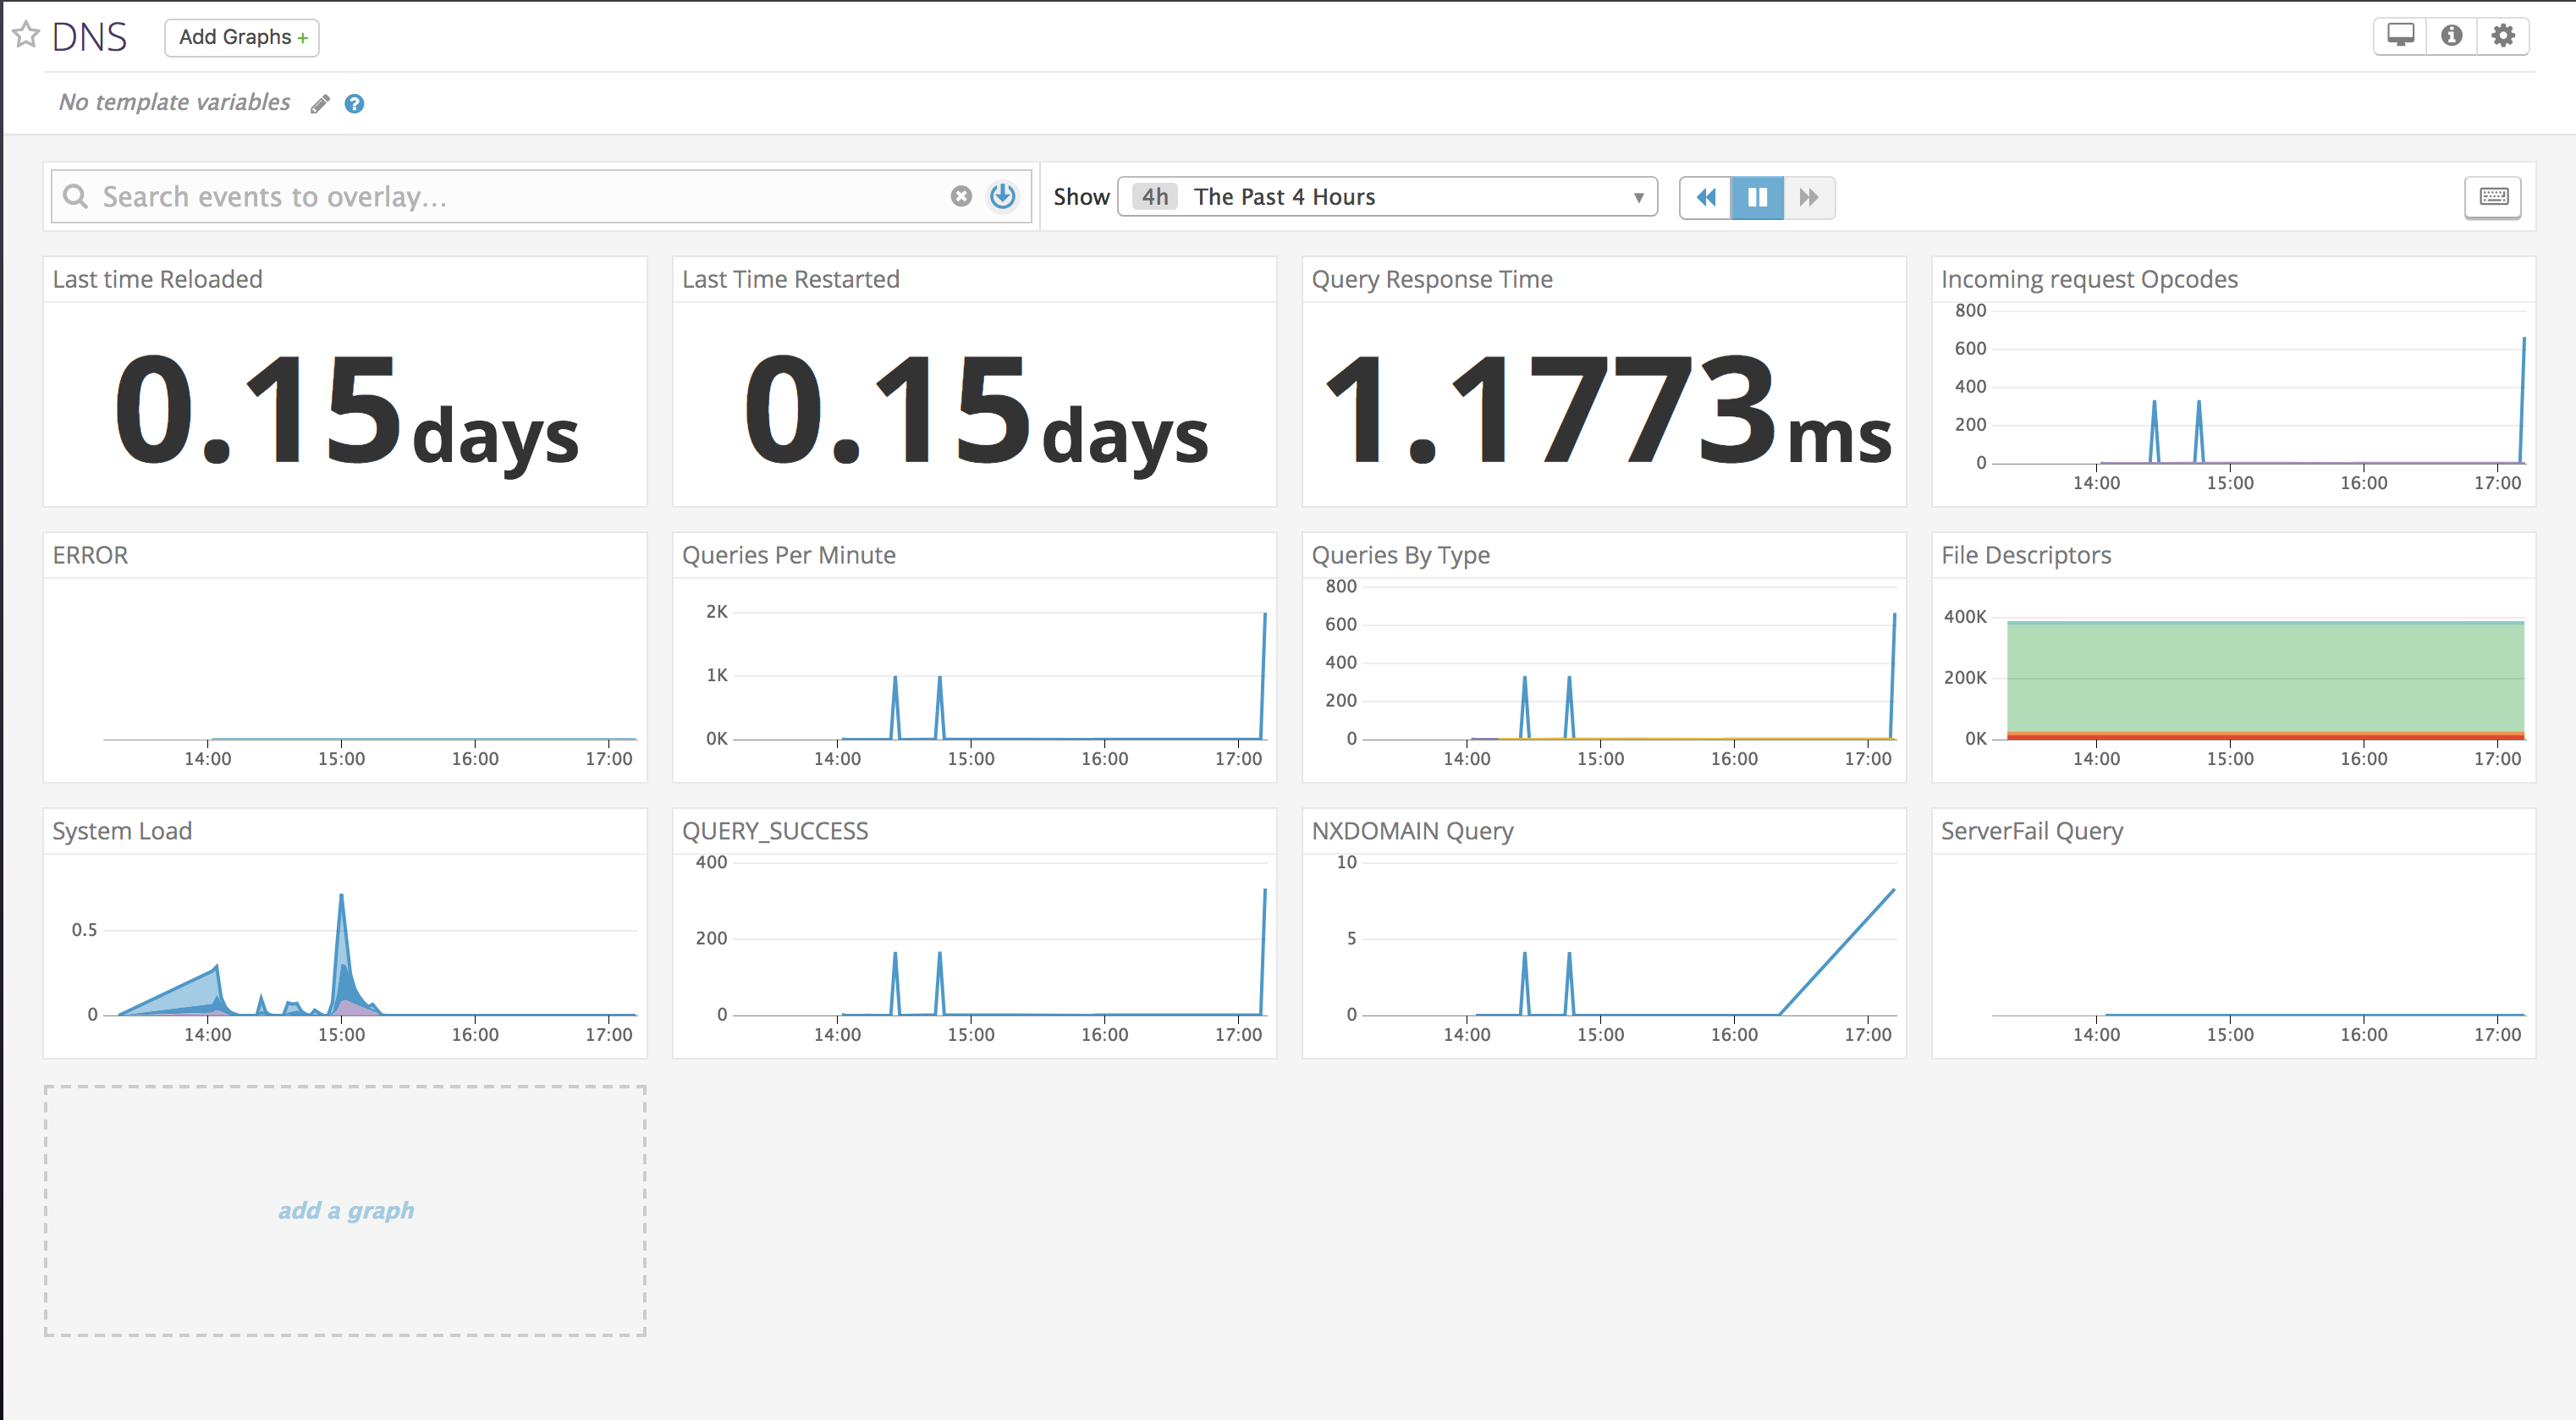 DNS
Add Graphs +
No template variables
Search events to overlay...
Show 4h The Past 4 Hours
Last time Reloaded
0.15 days
Last Time Restarted
0.15 days
Query Response Time
1.1773 ms
Incoming request Opcodes
800
600
400
200
0
14:00 15:00 16:00 17:00
ERROR
14:00 15:00 16:00 17:00
Queries Per Minute
2K
1K
0K
14:00 15:00 16:00 17:00
Queries By Type
800
600
400
200
0
14:00 15:00 16:00 17:00
File Descriptors
400K
200K
0K
14:00 15:00 16:00 17:00
System Load
0.5
0
14:00 15:00 16:00 17:00
QUERY_SUCCESS
400
200
0
14:00 15:00 16:00 17:00
NXDOMAIN Query
10
5
0
14:00 15:00 16:00 17:00
ServerFail Query
14:00 15:00 16:00 17:00
add a graph